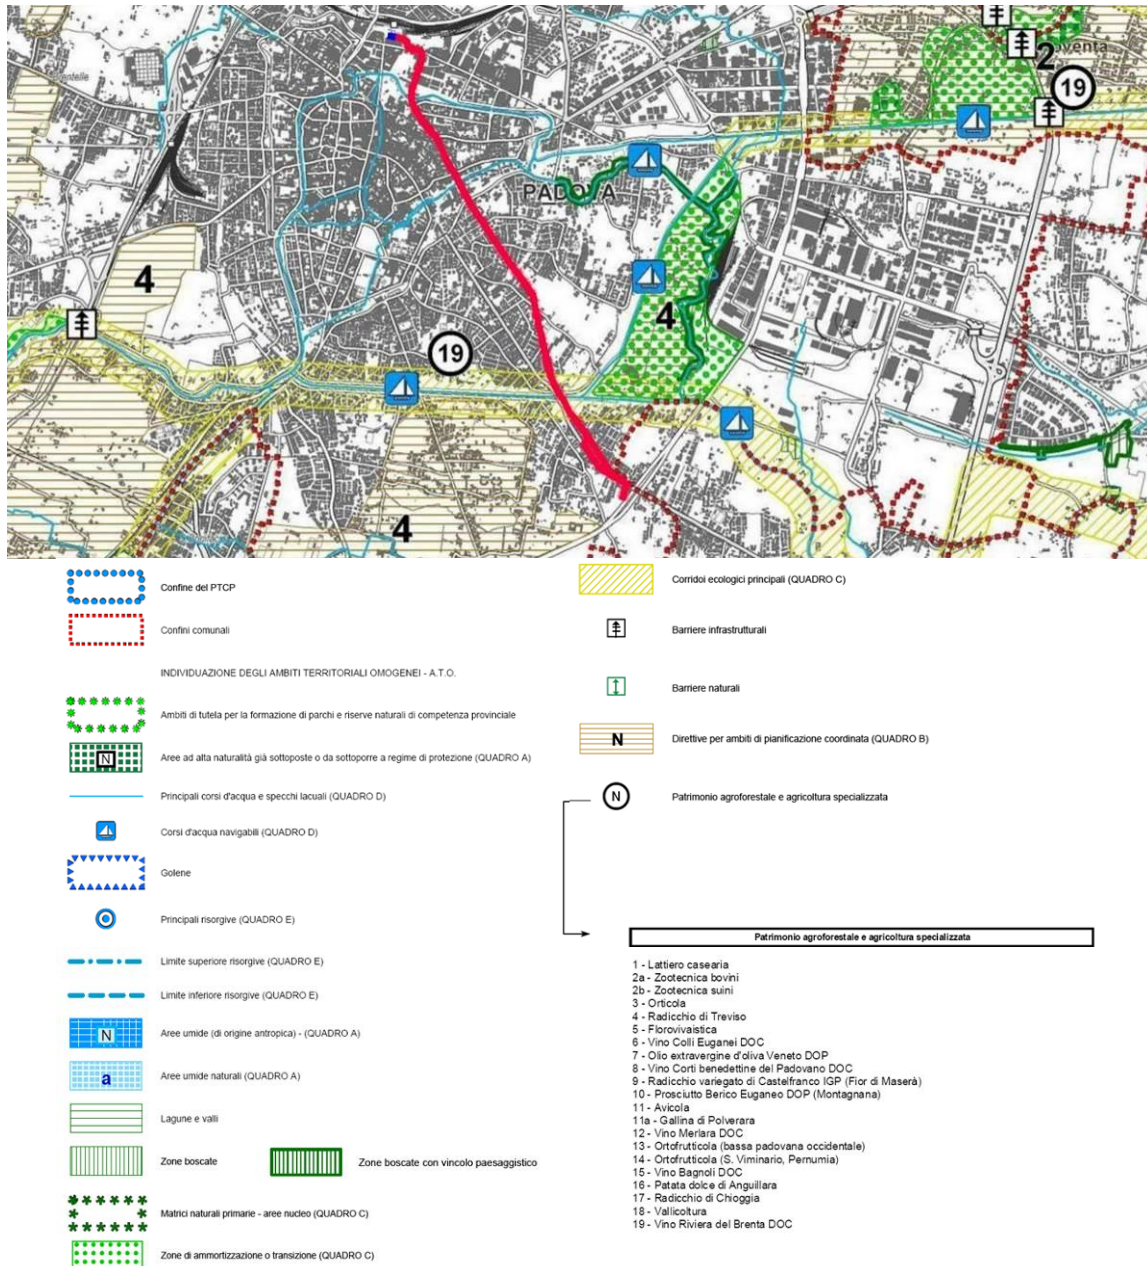 2
19
PADOVA
4
4
19
4
Confine del PTCP
Confini comunali
INDIVIDUAZIONE DEGLI AMBITI TERRITORIALI OMOGENEI - A.T.O.
Ambiti di tutela per la formazione di parchi e riserve naturali di competenza provinciale
N
Aree ad alta naturalità già sottoposte o da sottoporre a regime di protezione (QUADRO A)
Principali corsi d'acqua e specchi lacuali (QUADRO D)
Corsi d'acqua navigabili (QUADRO D)
Golene
Principali risorgive (QUADRO E)
Limite superiore risorgive (QUADRO E)
Limite inferiore risorgive (QUADRO E)
N
Aree umide (di origine antropica) - (QUADRO A)
a
Aree umide naturali (QUADRO A)
Lagune e valli
Zone boscate
Zone boscate con vincolo paesaggistico
Matrici naturali primarie - aree nucleo (QUADRO C)
Zone di ammortizzazione o transizione (QUADRO C)
Corridoi ecologici principali (QUADRO C)
Barriere infrastrutturali
Barriere naturali
N
Direttive per ambiti di pianificazione coordinata (QUADRO B)
N
Patrimonio agroforestale e agricoltura specializzata
Patrimonio agroforestale e agricoltura specializzata
1 - Lattiero casearia
2a - Zootecnica bovini
2b - Zootecnica suini
3 - Orticola
4 - Radicchio di Treviso
5 - Florovivaistica
6 - Vino Colli Euganei DOC
7 - Olio extravergine d'oliva Veneto DOP
8 - Vino Corti benedettine del Padovano DOC
9 - Radicchio variegato di Castelfranco IGP (Fior di Maserà)
10 - Prosciutto Berico Euganeo DOP (Montagnana)
11 - Avicola
11a - Gallina di Polverara
12 - Vino Merlara DOC
13 - Ortofrutticola (bassa padovana occidentale)
14 - Ortofrutticola (S. Viminario, Pernumia)
15 - Vino Bagnoli DOC
16 - Patata dolce di Anguillara
17 - Radicchio di Chioggia
18 - Vallicoltura
19 - Vino Riviera del Brenta DOC